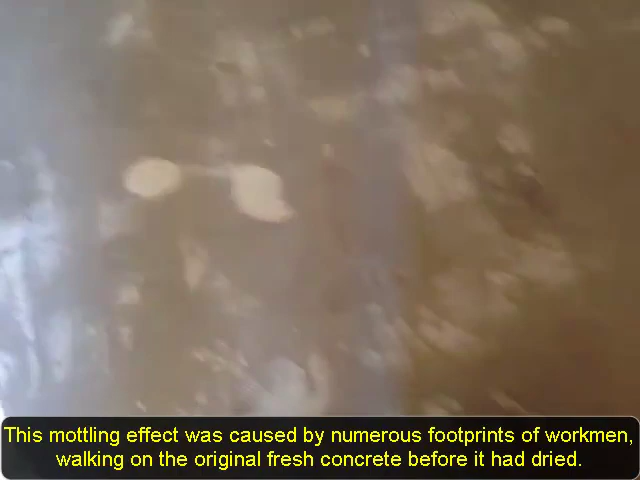 This mottling effect was caused by numerous footprints of workmen,
walking on the original fresh concrete before it had dried.